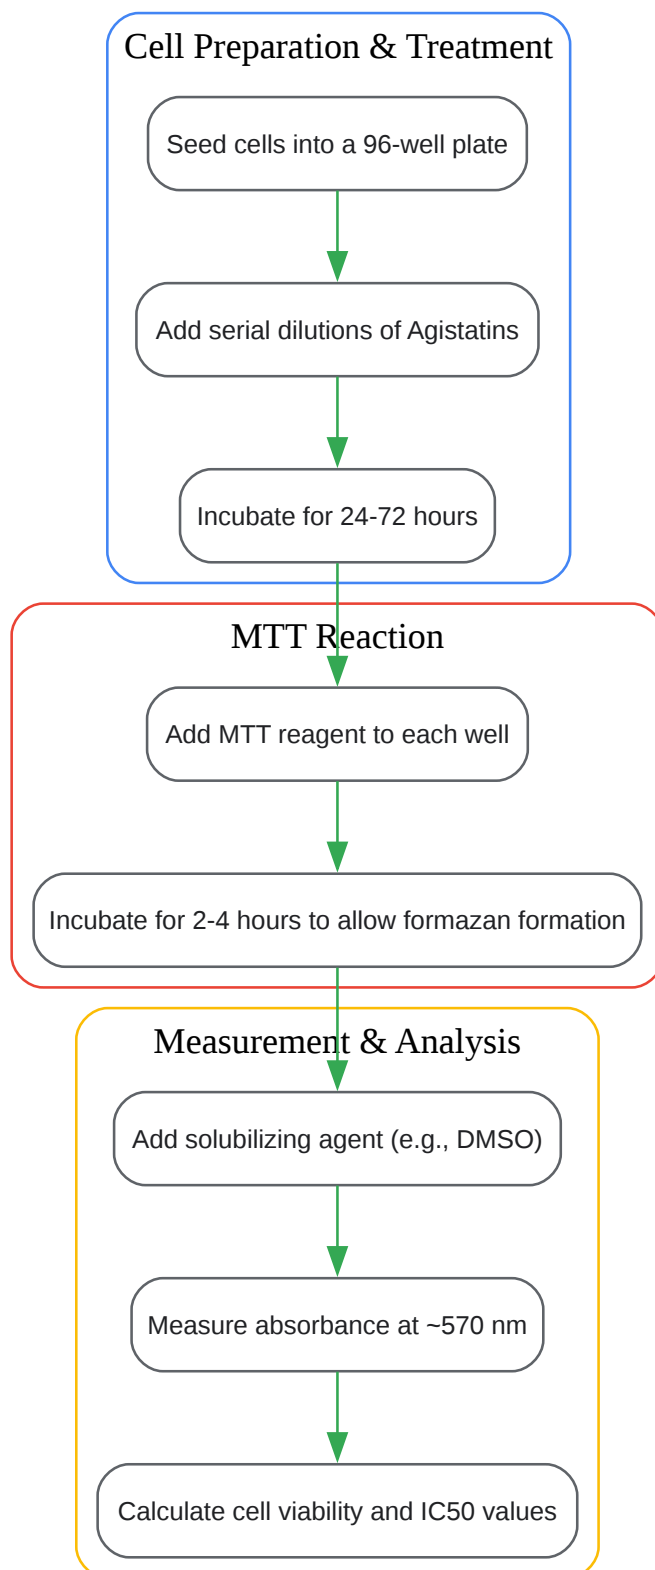 Cell Preparation & Treatment
Seed cells into a 96-well plate
Add serial dilutions of Agistatins
Incubate for 24-72 hours
MTT Reaction
Add MTT reagent to each well
Incubate for 2-4 hours to allow formazan formation
Measurement & Analysis
Add solubilizing agent (e.g., DMSO)
Measure absorbance at ~570 nm
Calculate cell viability and IC50 values